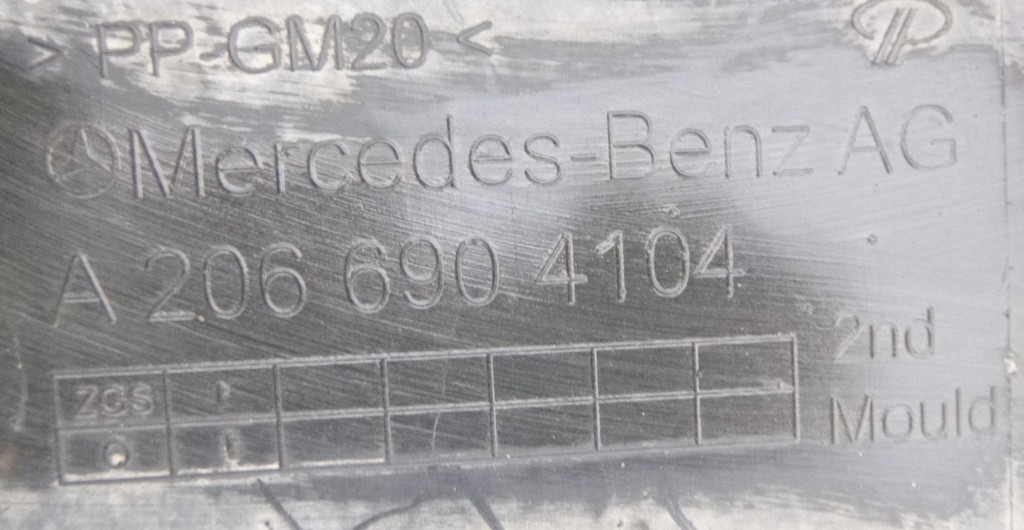 > PP-GM20 <
Mercedes-Benz AG
A 206 690 4104
2nd
Mould
ZGS